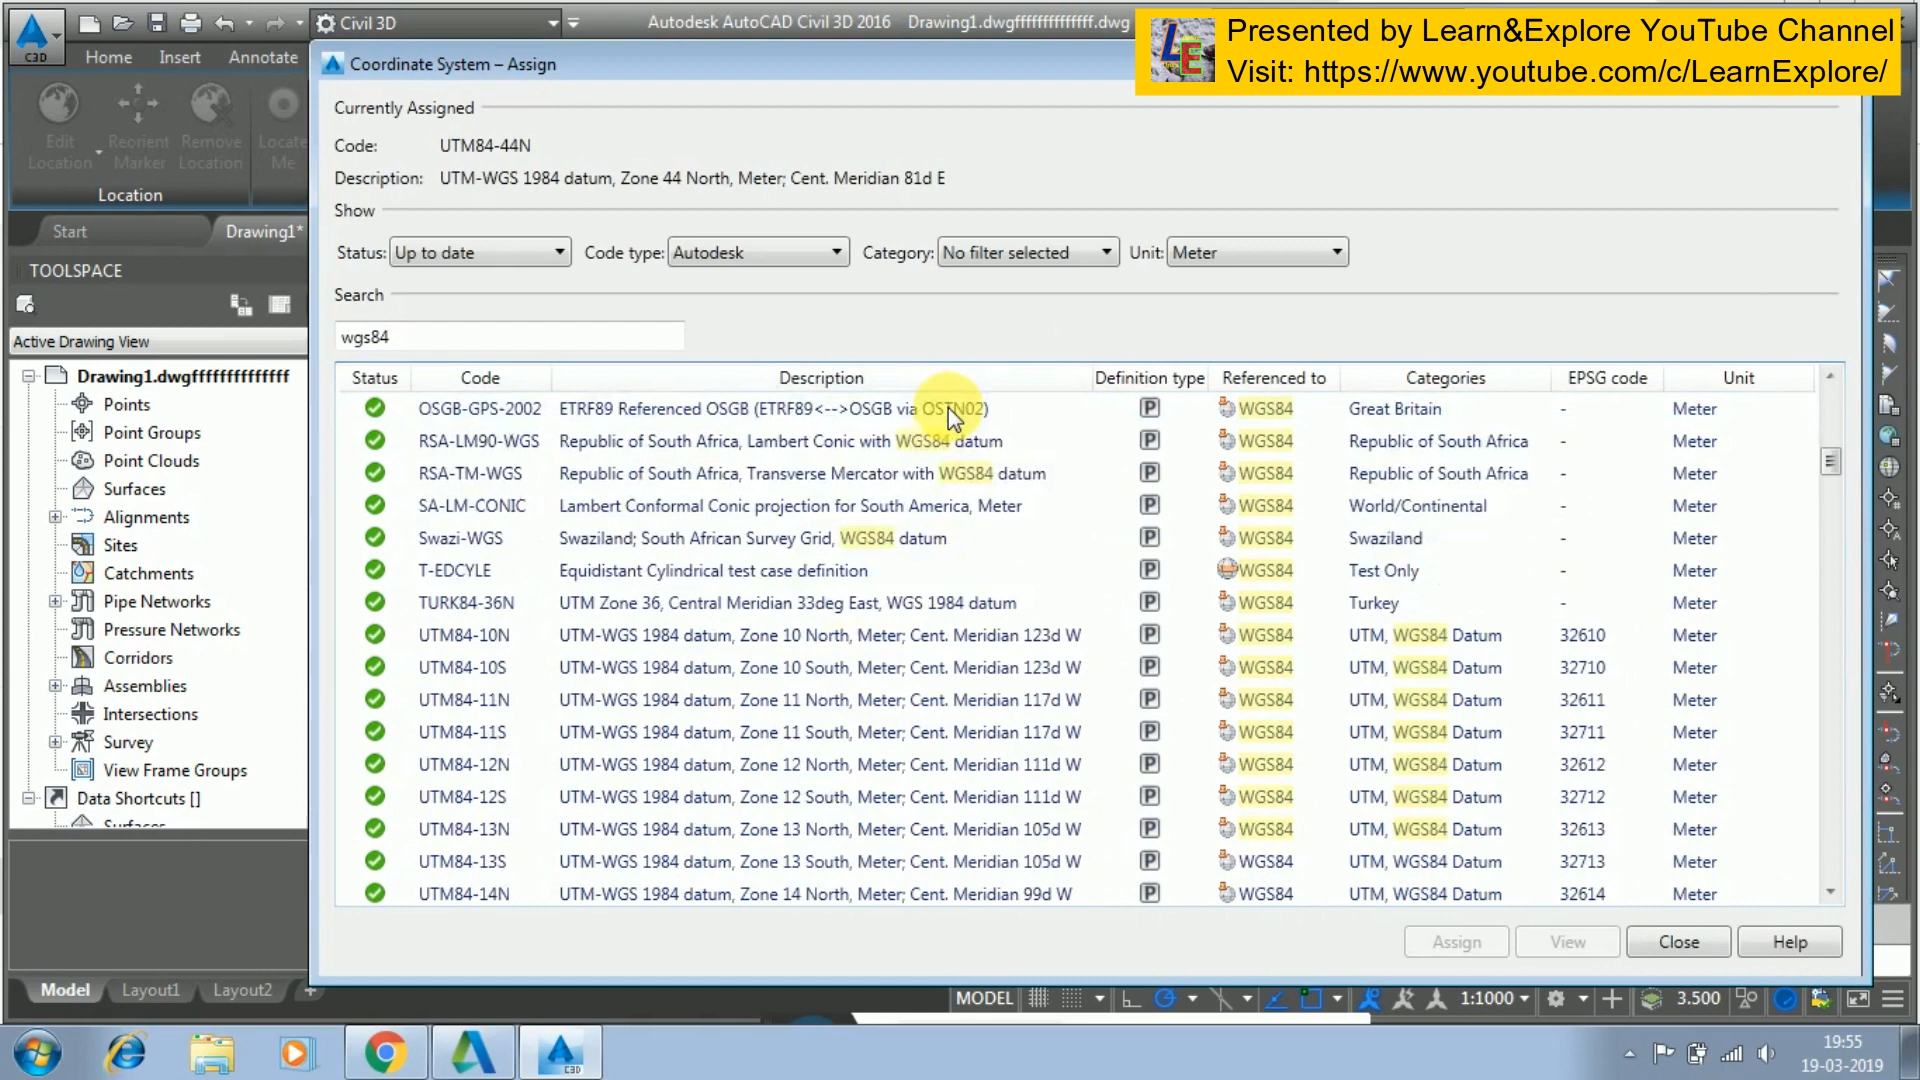 Civil 3D
Autodesk AutoCAD Civil 3D 2016 Drawing1.dwgffffffffffffff.dwg
Presented by Learn&Explore YouTube Channel
Visit: https://www.youtube.com/c/LearnExplore/
LE
C3D
Home Insert Annotate
Edit Location
Reorient Marker
Remove Location
Locate Me
Location
Start Drawing1*
TOOLSPACE
Active Drawing View
Drawing1.dwgffffffffffffff
Points
Point Groups
Point Clouds
Surfaces
Alignments
Sites
Catchments
Pipe Networks
Pressure Networks
Corridors
Assemblies
Intersections
Survey
View Frame Groups
Data Shortcuts []
Surfaces
Coordinate System – Assign
Currently Assigned
Code: UTM84-44N
Description: UTM-WGS 1984 datum, Zone 44 North, Meter; Cent. Meridian 81d E
Show
Status: Up to date Code type: Autodesk Category: No filter selected Unit: Meter
Search
wgs84
Status Code Description Definition type Referenced to Categories EPSG code Unit
OSGB-GPS-2002 ETRF89 Referenced OSGB (ETRF89<-->OSGB via OSTN02) P WGS84 Great Britain - Meter
RSA-LM90-WGS Republic of South Africa, Lambert Conic with WGS84 datum P WGS84 Republic of South Africa - Meter
RSA-TM-WGS Republic of South Africa, Transverse Mercator with WGS84 datum P WGS84 Republic of South Africa - Meter
SA-LM-CONIC Lambert Conformal Conic projection for South America, Meter P WGS84 World/Continental - Meter
Swazi-WGS Swaziland; South African Survey Grid, WGS84 datum P WGS84 Swaziland - Meter
T-EDCYLE Equidistant Cylindrical test case definition P WGS84 Test Only - Meter
TURK84-36N UTM Zone 36, Central Meridian 33deg East, WGS 1984 datum P WGS84 Turkey - Meter
UTM84-10N UTM-WGS 1984 datum, Zone 10 North, Meter; Cent. Meridian 123d W P WGS84 UTM, WGS84 Datum 32610 Meter
UTM84-10S UTM-WGS 1984 datum, Zone 10 South, Meter; Cent. Meridian 123d W P WGS84 UTM, WGS84 Datum 32710 Meter
UTM84-11N UTM-WGS 1984 datum, Zone 11 North, Meter; Cent. Meridian 117d W P WGS84 UTM, WGS84 Datum 32611 Meter
UTM84-11S UTM-WGS 1984 datum, Zone 11 South, Meter; Cent. Meridian 117d W P WGS84 UTM, WGS84 Datum 32711 Meter
UTM84-12N UTM-WGS 1984 datum, Zone 12 North, Meter; Cent. Meridian 111d W P WGS84 UTM, WGS84 Datum 32612 Meter
UTM84-12S UTM-WGS 1984 datum, Zone 12 South, Meter; Cent. Meridian 111d W P WGS84 UTM, WGS84 Datum 32712 Meter
UTM84-13N UTM-WGS 1984 datum, Zone 13 North, Meter; Cent. Meridian 105d W P WGS84 UTM, WGS84 Datum 32613 Meter
UTM84-13S UTM-WGS 1984 datum, Zone 13 South, Meter; Cent. Meridian 105d W P WGS84 UTM, WGS84 Datum 32713 Meter
UTM84-14N UTM-WGS 1984 datum, Zone 14 North, Meter; Cent. Meridian 99d W P WGS84 UTM, WGS84 Datum 32614 Meter
Assign View Close Help
Model Layout1 Layout2 +
MODEL 1:1000 3.500
C3D
19:55
19-03-2019